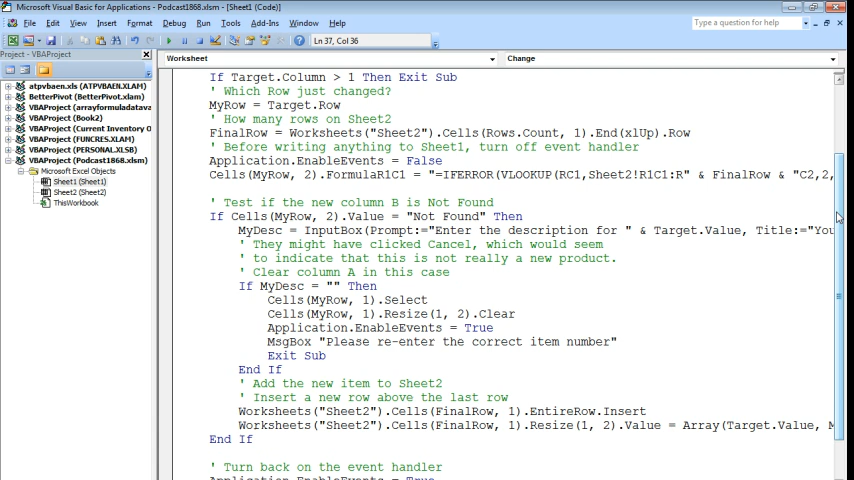 Microsoft Visual Basic for Applications - Podcast1868.xlsm - [Sheet1 (Code)]
File Edit View Insert Format Debug Run Tools Add-Ins Window Help
Type a question for help
Ln 37, Col 36
Project - VBAProject
Worksheet
Change
atpvbaen.xls (ATPVBAEN.XLAM)
BetterPivot (BetterPivot.xlam)
VBAProject (arrayformuladatava
VBAProject (Book2)
VBAProject (Current Inventory O
VBAProject (FUNCRES.XLAM)
VBAProject (PERSONAL.XLSB)
VBAProject (Podcast1868.xlsm)
Microsoft Excel Objects
Sheet1 (Sheet1)
Sheet2 (Sheet2)
ThisWorkbook
If Target.Column > 1 Then Exit Sub
' Which Row just changed?
MyRow = Target.Row
' How many rows on Sheet2
FinalRow = Worksheets("Sheet2").Cells(Rows.Count, 1).End(xlUp).Row
' Before writing anything to Sheet1, turn off event handler
Application.EnableEvents = False
Cells(MyRow, 2).FormulaR1C1 = "=IFERROR(VLOOKUP(RC1,Sheet2!R1C1:R" & FinalRow & "C2,2,
' Test if the new column B is Not Found
If Cells(MyRow, 2).Value = "Not Found" Then
MyDesc = InputBox(Prompt:="Enter the description for " & Target.Value, Title:="You
' They might have clicked Cancel, which would seem
' to indicate that this is not really a new product.
' Clear column A in this case
If MyDesc = "" Then
Cells(MyRow, 1).Select
Cells(MyRow, 1).Resize(1, 2).Clear
Application.EnableEvents = True
MsgBox "Please re-enter the correct item number"
Exit Sub
End If
' Add the new item to Sheet2
' Insert a new row above the last row
Worksheets("Sheet2").Cells(FinalRow, 1).EntireRow.Insert
Worksheets("Sheet2").Cells(FinalRow, 1).Resize(1, 2).Value = Array(Target.Value, M
End If
' Turn back on the event handler
Application.EnableEvents = True